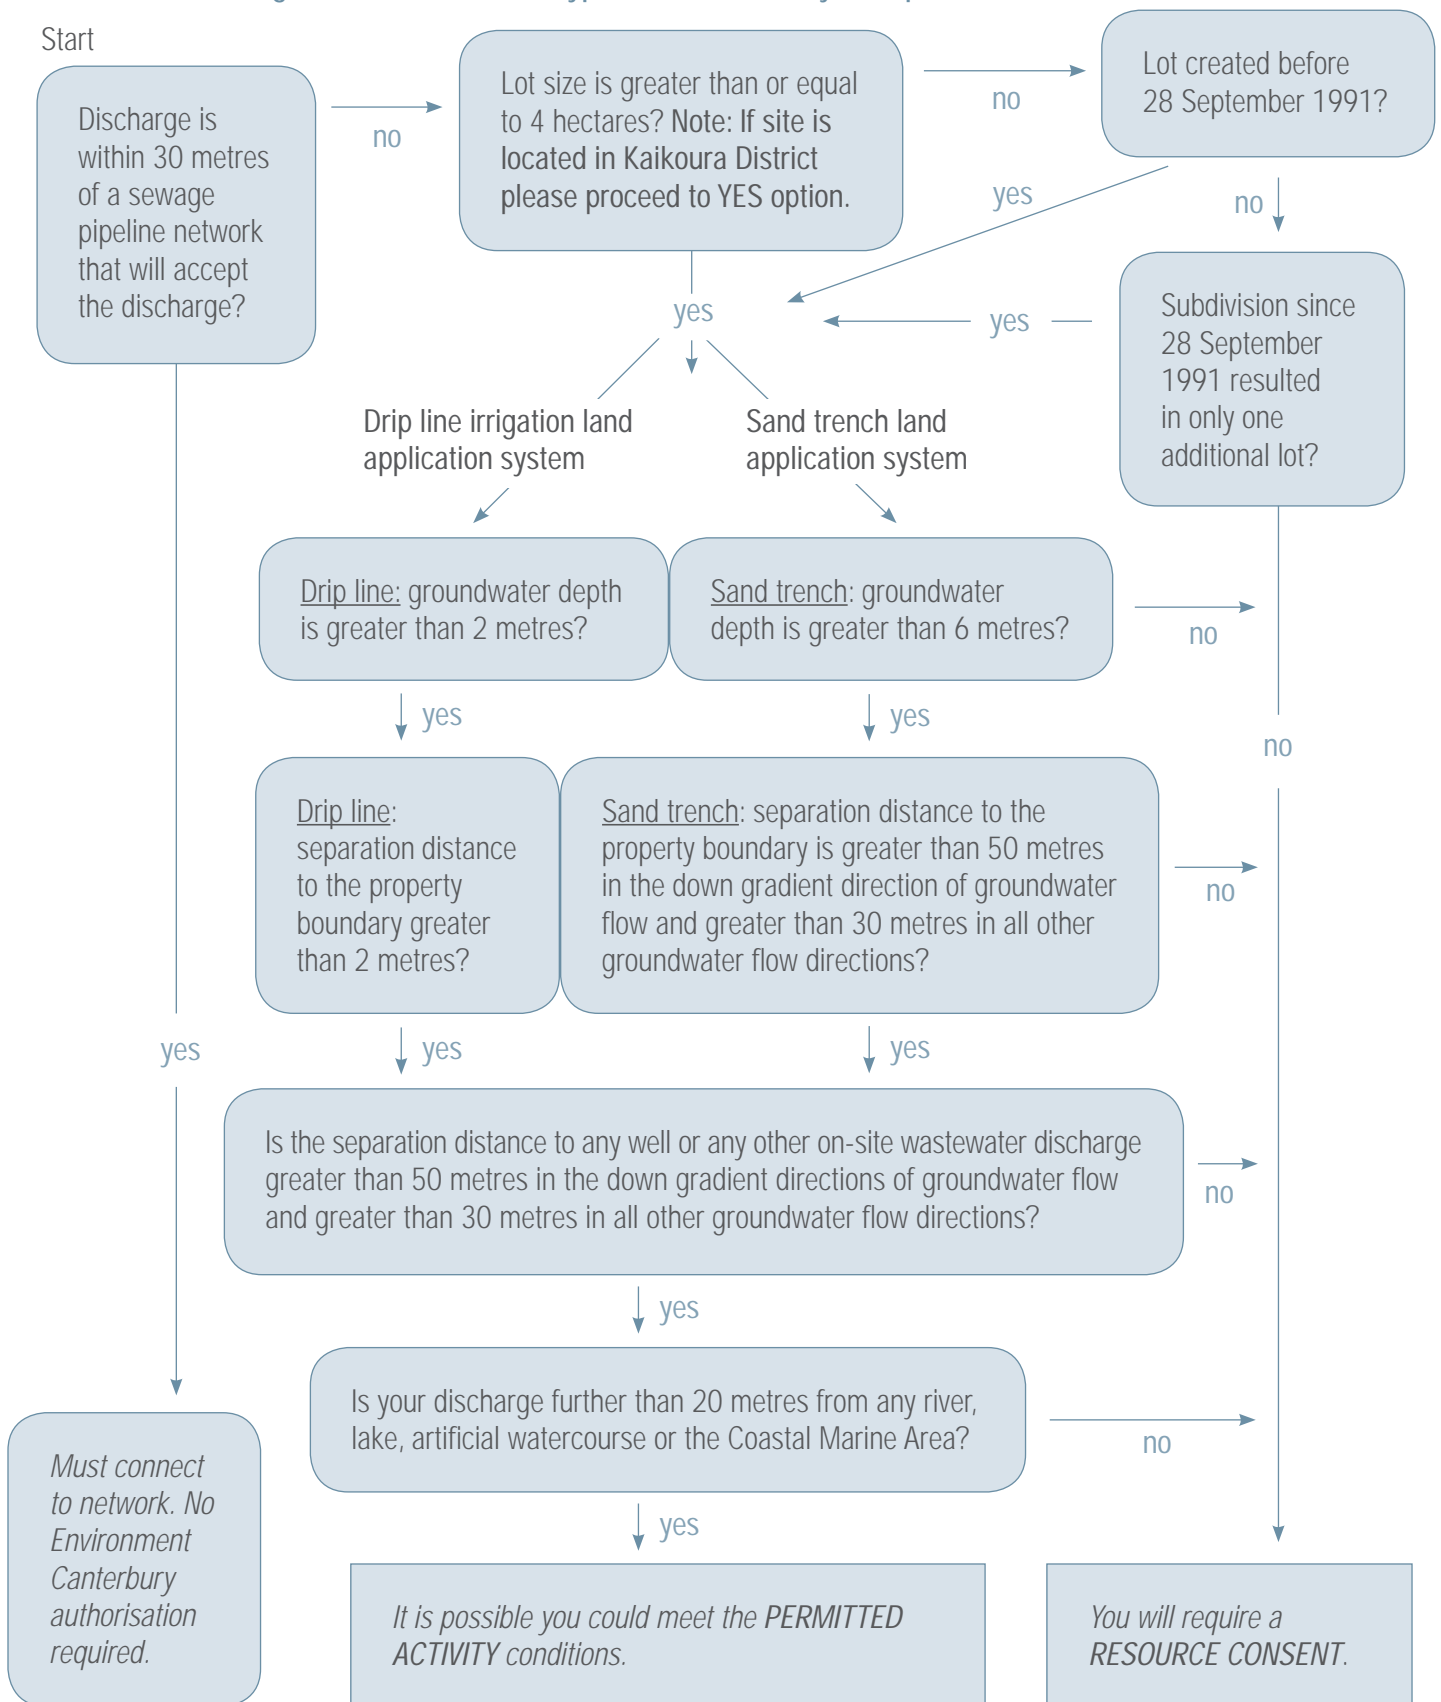 Start
Discharge is
within 30 metres
of a sewage
pipeline network
that will accept
the discharge?
no
Lot size is greater than or equal
to 4 hectares? Note: If site is
located in Kaikoura District
please proceed to YES option.
no
Lot created before
28 September 1991?
yes
no
yes
yes
Subdivision since
28 September
1991 resulted
in only one
additional lot?
Drip line irrigation land
application system
Sand trench land
application system
Drip line: groundwater depth
is greater than 2 metres?
Sand trench: groundwater
depth is greater than 6 metres?
no
yes
yes
no
Drip line:
separation distance
to the property
boundary greater
than 2 metres?
Sand trench: separation distance to the
property boundary is greater than 50 metres
in the down gradient direction of groundwater
flow and greater than 30 metres in all other
groundwater flow directions?
no
yes
yes
yes
Is the separation distance to any well or any other on-site wastewater discharge
greater than 50 metres in the down gradient directions of groundwater flow
and greater than 30 metres in all other groundwater flow directions?
no
yes
Is your discharge further than 20 metres from any river,
lake, artificial watercourse or the Coastal Marine Area?
no
yes
Must connect
to network. No
Environment
Canterbury
authorisation
required.
It is possible you could meet the PERMITTED
ACTIVITY conditions.
You will require a
RESOURCE CONSENT.